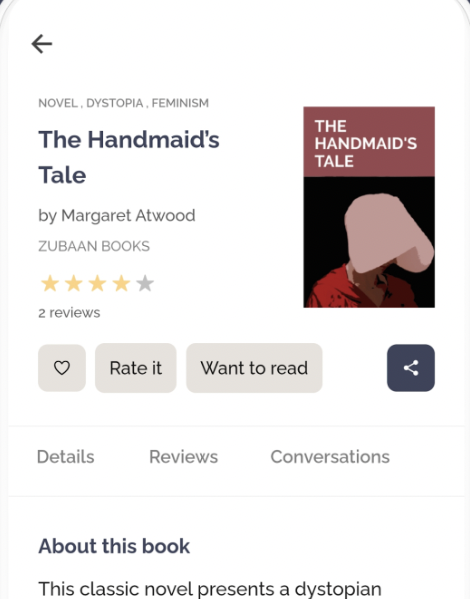 NOVEL , DYSTOPIA , FEMINISM
The Handmaid's
Tale
by Margaret Atwood
ZUBAAN BOOKS
2 reviews
THE
HANDMAID'S
TALE
Rate it
Want to read
Details
Reviews
Conversations
About this book
This classic novel presents a dystopian